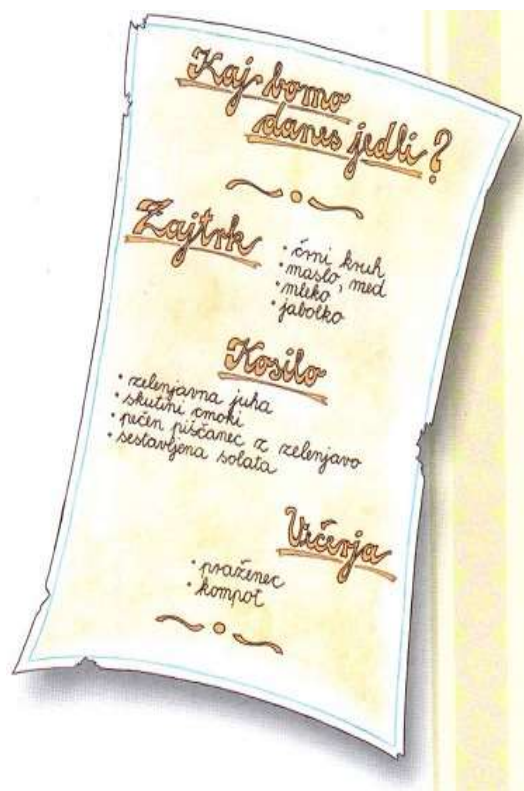 Kaj bomo
danes jedli?
Zajtrk
• črni kruh
• maslo, med
• mleko
• jabolko
Kosilo
• zelenjavna juha
• skutini cmoki
• pečen piščanec z zelenjavo
• sestavljena solata
Večerja
• praženec
• kompot